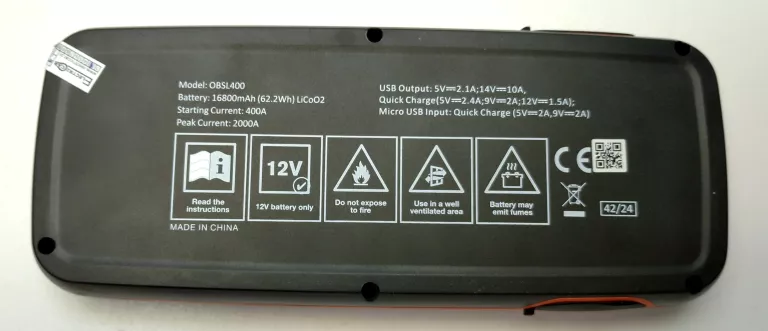 Model: OBSL400
Battery: 16800mAh (62.2Wh) LiCoO2
Starting Current: 400A
Peak Current: 2000A
USB Output: 5V⎓2.1A;14V⎓10A,
Quick Charge(5V⎓2.4A;9V⎓2A;12V⎓1.5A);
Micro USB Input: Quick Charge (5V⎓2A,9V⎓2A)
i
Read the
instructions
12V
12V battery only
Do not expose
to fire
Use in a well
ventilated area
Battery may
emit fumes
CE
42/24
MADE IN CHINA